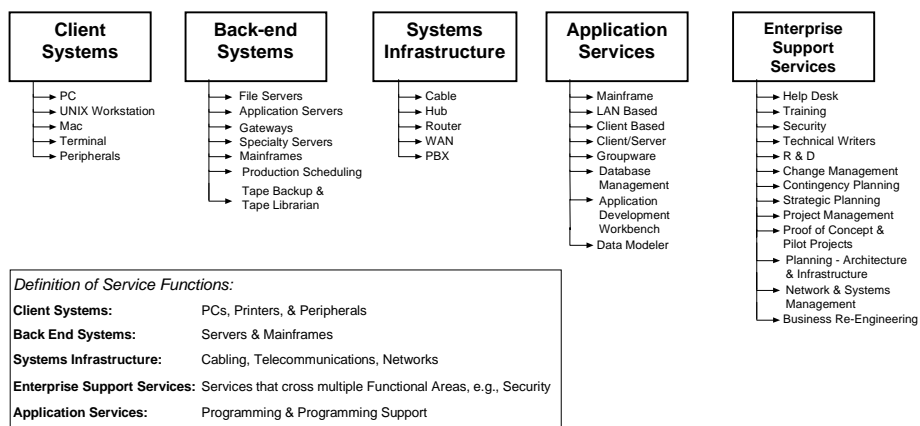 Client
Systems
PC
UNIX Workstation
Mac
Terminal
Peripherals
Back-end
Systems
File Servers
Application Servers
Gateways
Specialty Servers
Mainframes
Production Scheduling
Tape Backup &
Tape Librarian
Systems
Infrastructure
Cable
Hub
Router
WAN
PBX
Application
Services
Mainframe
LAN Based
Client Based
Client/Server
Groupware
Database
Management
Application
Development
Workbench
Data Modeler
Enterprise
Support
Services
Help Desk
Training
Security
Technical Writers
R & D
Change Management
Contingency Planning
Strategic Planning
Project Management
Proof of Concept &
Pilot Projects
Planning - Architecture
& Infrastructure
Network & Systems
Management
Business Re-Engineering
Definition of Service Functions:
Client Systems: PCs, Printers, & Peripherals
Back End Systems: Servers & Mainframes
Systems Infrastructure: Cabling, Telecommunications, Networks
Enterprise Support Services: Services that cross multiple Functional Areas, e.g., Security
Application Services: Programming & Programming Support